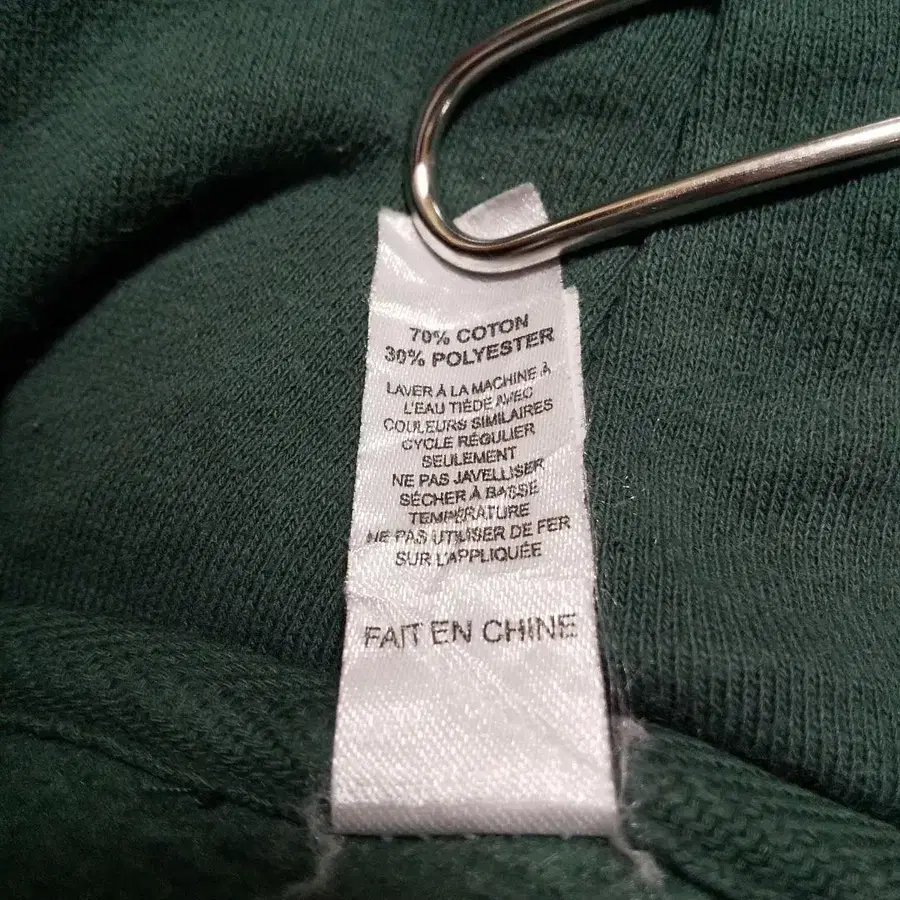 70% COTON
30% POLYESTER
LAVER À LA MACHINE À
L'EAU TIÈDE AVEC
COULEURS SIMILAIRES
CYCLE RÉGULIER
SEULEMENT
NE PAS JAVELLISER
SÉCHER À BASSE
TEMPÉRATURE
NE PAS UTILISER DE FER
SUR L'APPLIQUÉE
FAIT EN CHINE